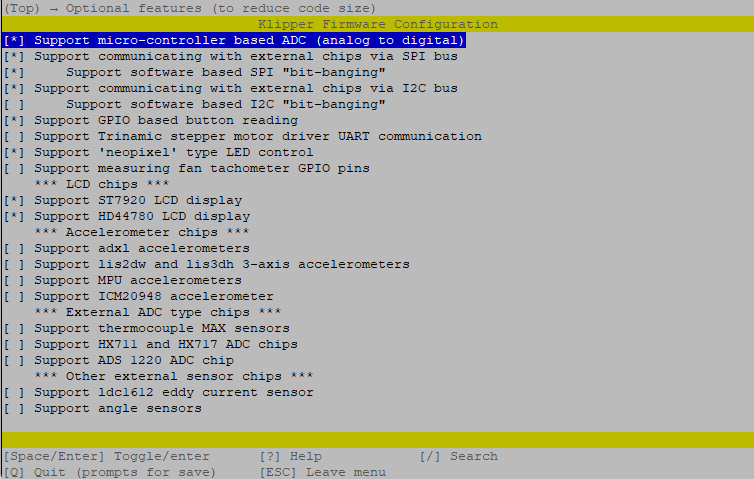 (Top) → Optional features (to reduce code size)
Klipper Firmware Configuration
[*] Support micro-controller based ADC (analog to digital)
[*] Support communicating with external chips via SPI bus
[*]     Support software based SPI "bit-banging"
[*] Support communicating with external chips via I2C bus
[ ]     Support software based I2C "bit-banging"
[*] Support GPIO based button reading
[ ] Support Trinamic stepper motor driver UART communication
[*] Support 'neopixel' type LED control
[ ] Support measuring fan tachometer GPIO pins
*** LCD chips ***
[*] Support ST7920 LCD display
[*] Support HD44780 LCD display
*** Accelerometer chips ***
[ ] Support adxl accelerometers
[ ] Support lis2dw and lis3dh 3-axis accelerometers
[ ] Support MPU accelerometers
[ ] Support ICM20948 accelerometer
*** External ADC type chips ***
[ ] Support thermocouple MAX sensors
[ ] Support HX711 and HX717 ADC chips
[ ] Support ADS 1220 ADC chip
*** Other external sensor chips ***
[ ] Support ldc1612 eddy current sensor
[ ] Support angle sensors
[Space/Enter] Toggle/enter [?] Help [/] Search
[Q] Quit (prompts for save) [ESC] Leave menu